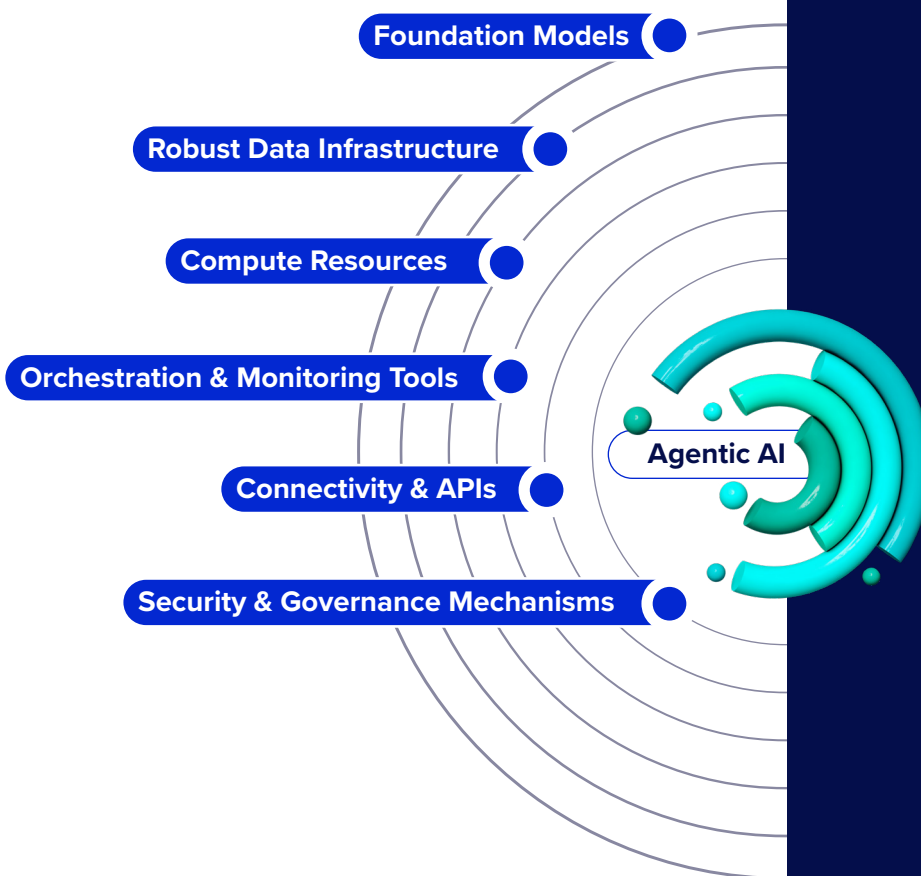 Foundation Models
Robust Data Infrastructure
Compute Resources
Orchestration & Monitoring Tools
Agentic AI
Connectivity & APIs
Security & Governance Mechanisms